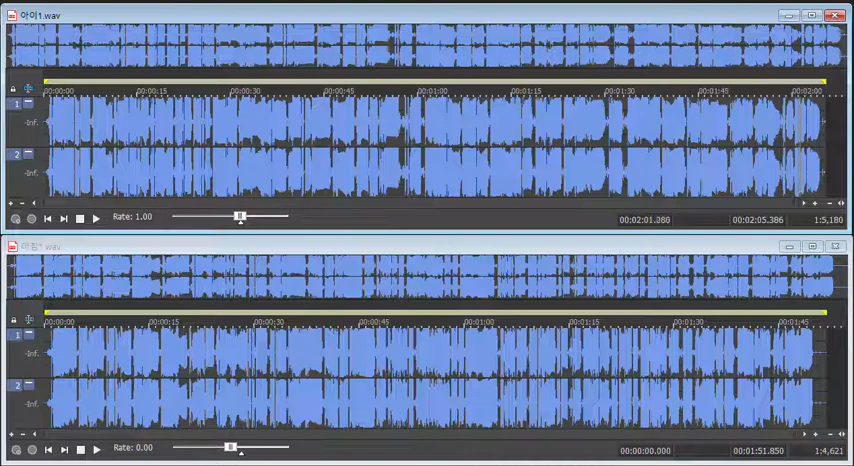 아이1.wav
00:00:00 00:00:15 00:00:30 00:00:45 00:01:00 00:01:15 00:01:30 00:01:45 00:02:00
1
-Inf.
2
-Inf.
Rate: 1.00
00:02:01.080 00:02:05.386 1:5,180
아침*.wav
00:00:00 00:00:15 00:00:30 00:00:45 00:01:00 00:01:15 00:01:30 00:01:45
1
-Inf.
2
-Inf.
Rate: 0.00
00:00:00.000 00:01:51.850 1:4,621